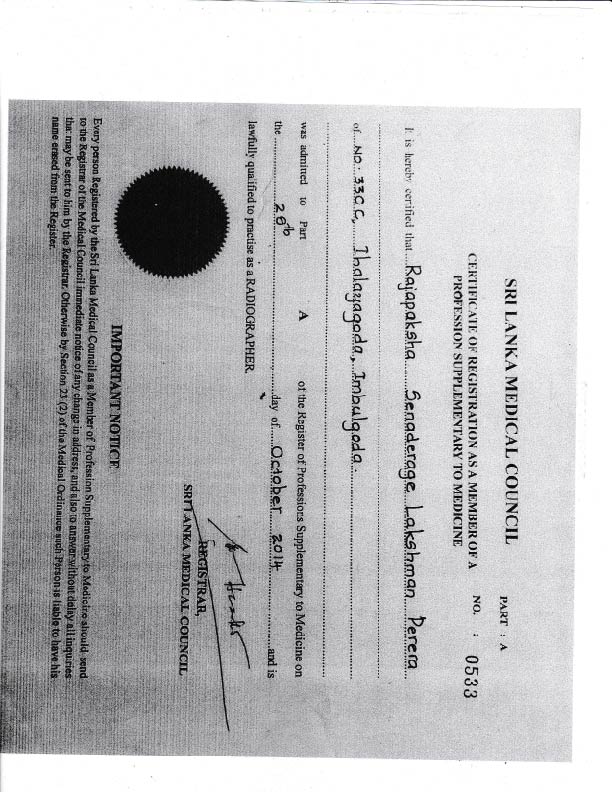 SRI LANKA MEDICAL COUNCIL
PART : A
CERTIFICATE OF REGISTRATION AS A MEMBER OF A
PROFESSION SUPPLEMENTARY TO MEDICINE
NO. : 0533
It is hereby certified that Rajapaksha Senaderage Lakshman Perera
of NO: 330.C, Ihalayagoda, Imbulgoda.
was admitted to Part A of the Register of Professions Supplementary to Medicine on
the 20th day of October 2014 and is
lawfully qualified to practise as a RADIOGRAPHER
REGISTRAR,
SRI LANKA MEDICAL COUNCIL
IMPORTANT NOTICE
Every person Registered by the Sri Lanka Medical Council as a Member of Profession Supplementary to Medicine should send
to the Registrar of the Medical Council immediate notice of any change in address, and also to answer without delay all inquiries
that may be sent to him by the Registrar. Otherwise by Section 23 (2) of the Medical Ordinance such Person is liable to have his
name erased from the Register.